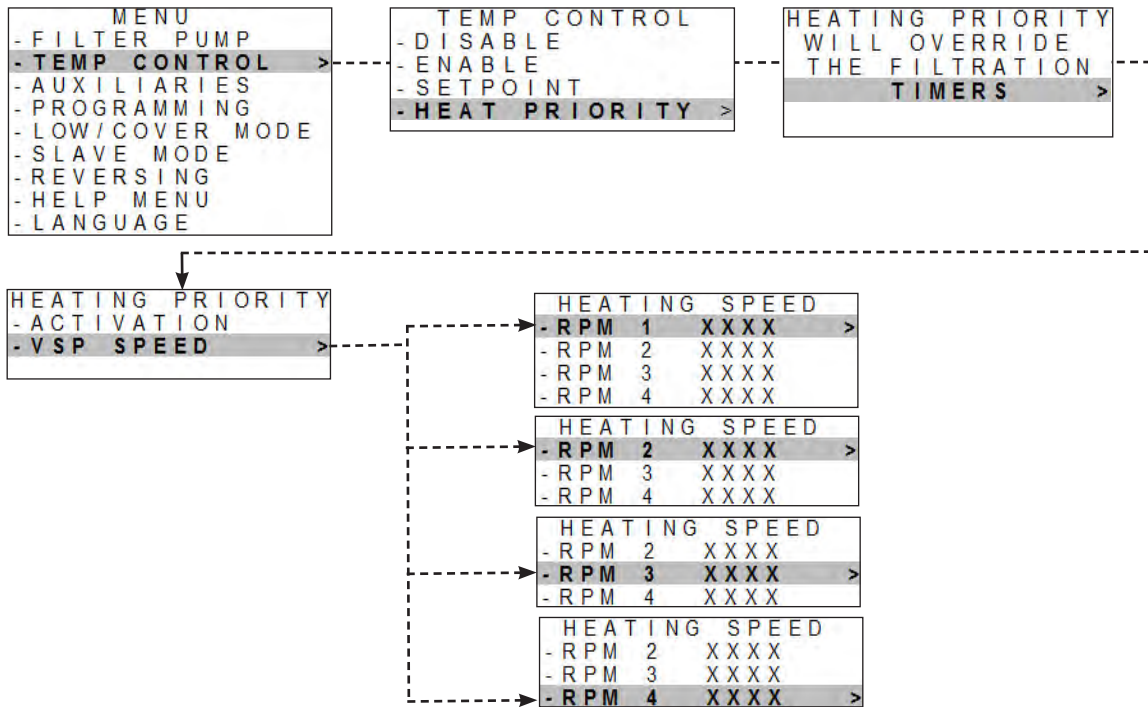 MENU
- FILTER PUMP
- TEMP CONTROL >
- AUXILIARIES
- PROGRAMMING
- LOW/COVER MODE
- SLAVE MODE
- REVERSING
- HELP MENU
- LANGUAGE
TEMP CONTROL
- DISABLE
- ENABLE
- SETPOINT
- HEAT PRIORITY >
HEATING PRIORITY
WILL OVERRIDE
THE FILTRATION
TIMERS >
HEATING PRIORITY
- ACTIVATION
- VSP SPEED >
HEATING SPEED
- RPM 1 XXXX >
- RPM 2 XXXX
- RPM 3 XXXX
- RPM 4 XXXX
HEATING SPEED
- RPM 2 XXXX >
- RPM 3 XXXX
- RPM 4 XXXX
HEATING SPEED
- RPM 2 XXXX
- RPM 3 XXXX >
- RPM 4 XXXX
HEATING SPEED
- RPM 2 XXXX
- RPM 3 XXXX
- RPM 4 XXXX >